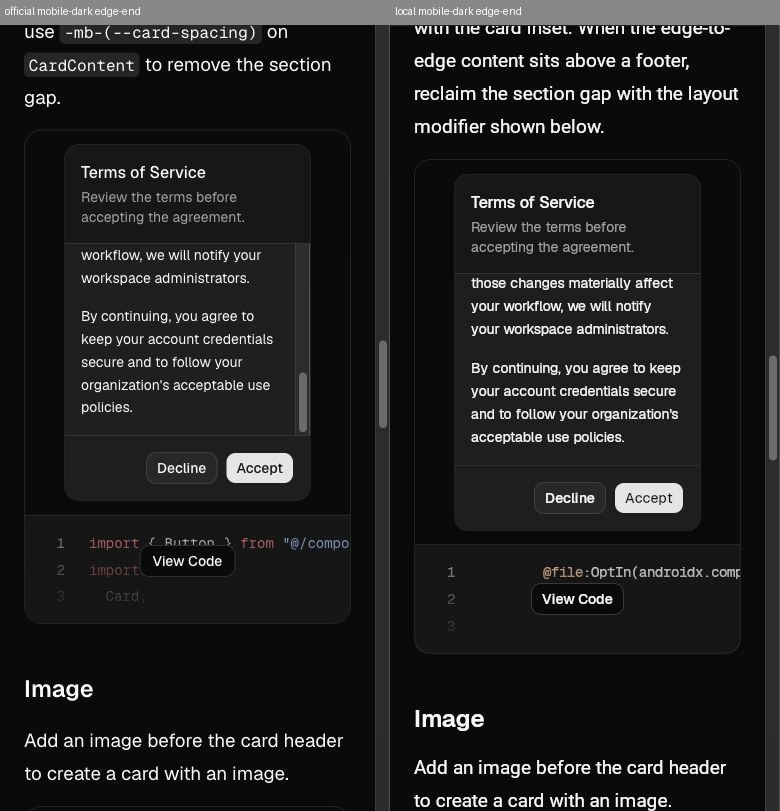 official mobile-dark edge-end
use -mb-(--card-spacing) on
CardContent to remove the section
gap.
Terms of Service
Review the terms before
accepting the agreement.
workflow, we will notify your
workspace administrators.
By continuing, you agree to
keep your account credentials
secure and to follow your
organization's acceptable use
policies.
Decline Accept
1 import { Button } from "@/compo
2 import
View Code
3 Card,
Image
Add an image before the card header
to create a card with an image.
local mobile-dark edge-end
with the card inset. When the edge-to-
edge content sits above a footer,
reclaim the section gap with the layout
modifier shown below.
Terms of Service
Review the terms before
accepting the agreement.
those changes materially affect
your workflow, we will notify
your workspace administrators.
By continuing, you agree to keep
your account credentials secure
and to follow your organization's
acceptable use policies.
Decline Accept
1 @file:OptIn(androidx.comp
2
View Code
3
Image
Add an image before the card header
to create a card with an image.